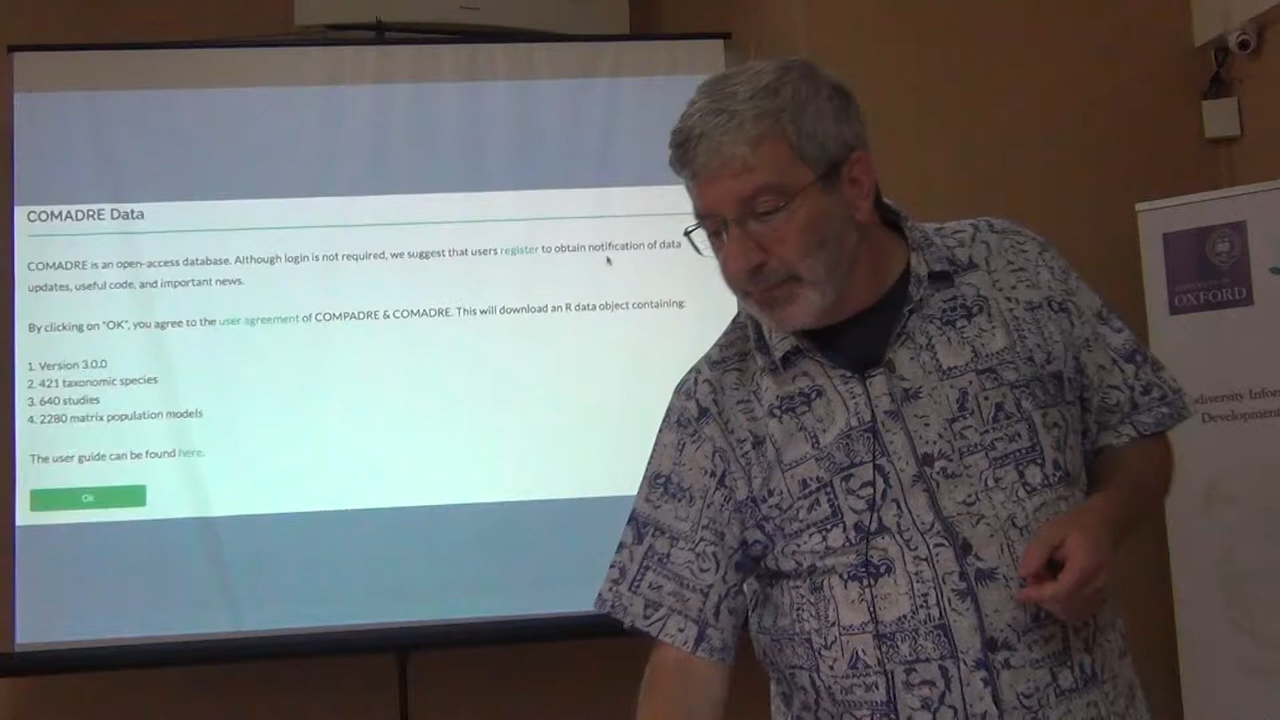 COMADRE Data
COMADRE is an open-access database. Although login is not required, we suggest that users register to obtain notification of data
updates, useful code, and important news.
By clicking on "OK", you agree to the user agreement of COMPADRE & COMADRE. This will download an R data object containing:
1. Version 3.0.0
2. 421 taxonomic species
3. 640 studies
4. 2280 matrix population models
The user guide can be found here.
Ok
OXFORD
diversity Infor
Development